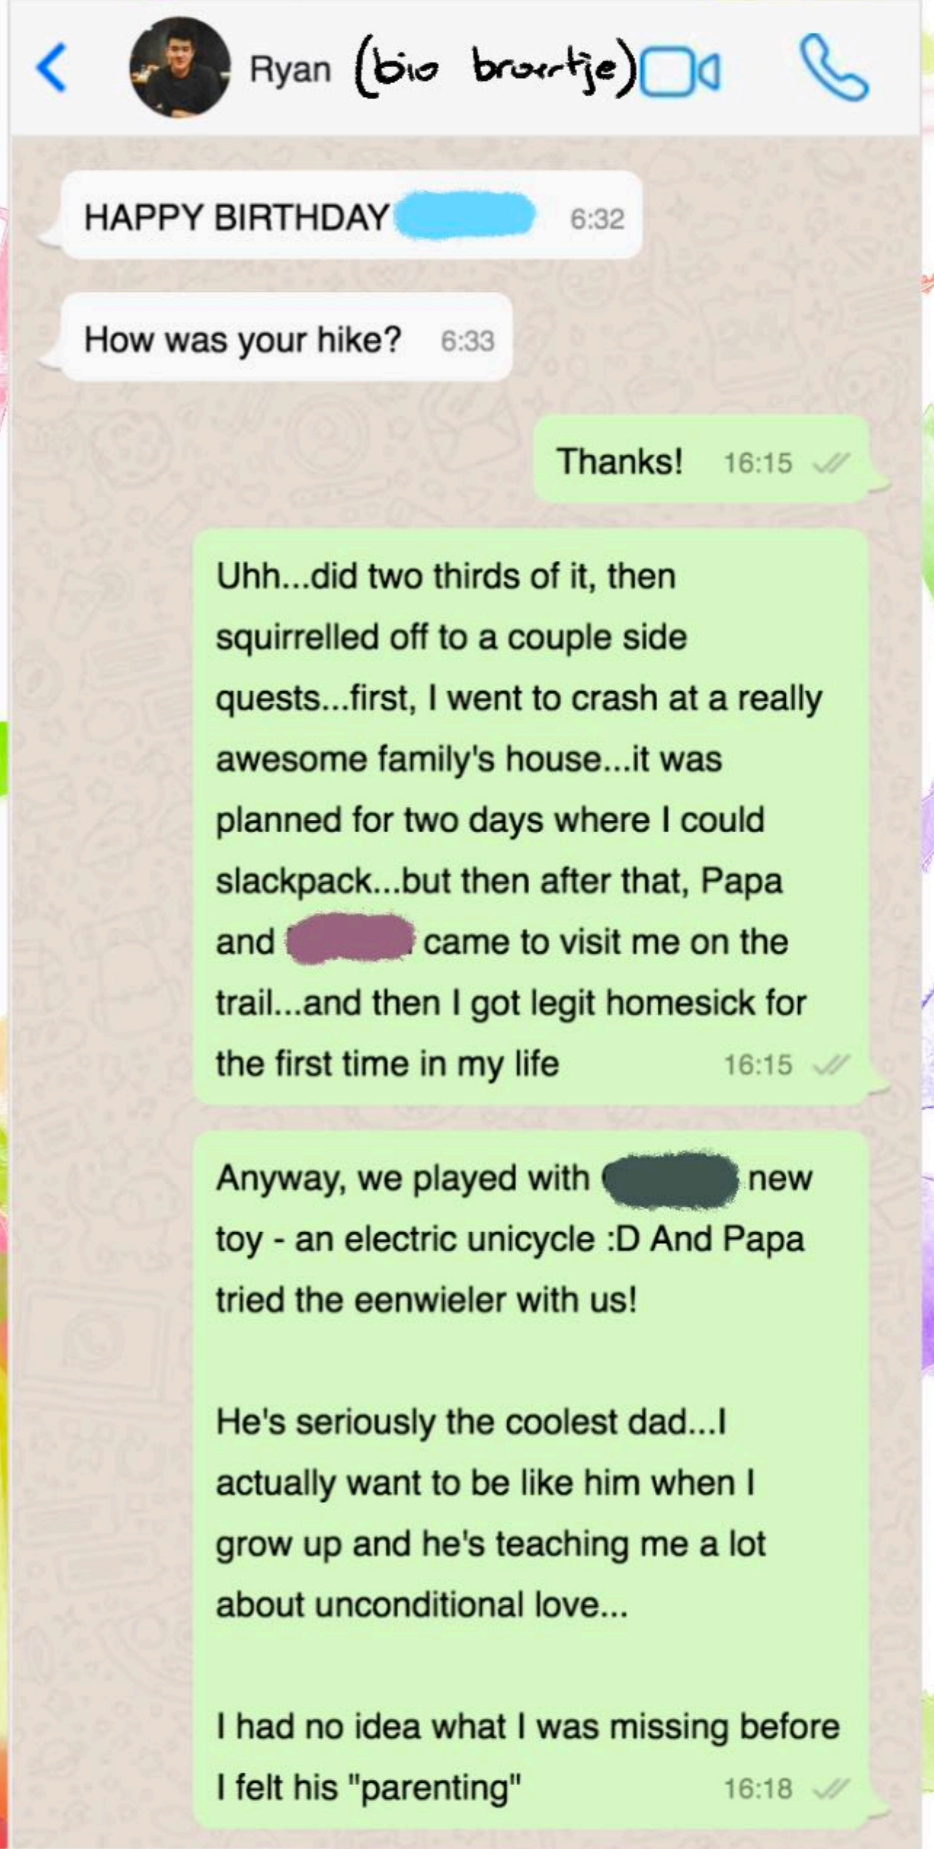 Ryan (bio broertje)
HAPPY BIRTHDAY 6:32
How was your hike? 6:33
Thanks! 16:15
Uhh...did two thirds of it, then
squirrelled off to a couple side
quests...first, I went to crash at a really
awesome family's house...it was
planned for two days where I could
slackpack...but then after that, Papa
and came to visit me on the
trail...and then I got legit homesick for
the first time in my life 16:15
Anyway, we played with new
toy - an electric unicycle :D And Papa
tried the eenwieler with us!
He's seriously the coolest dad...I
actually want to be like him when I
grow up and he's teaching me a lot
about unconditional love...
I had no idea what I was missing before
I felt his "parenting" 16:18